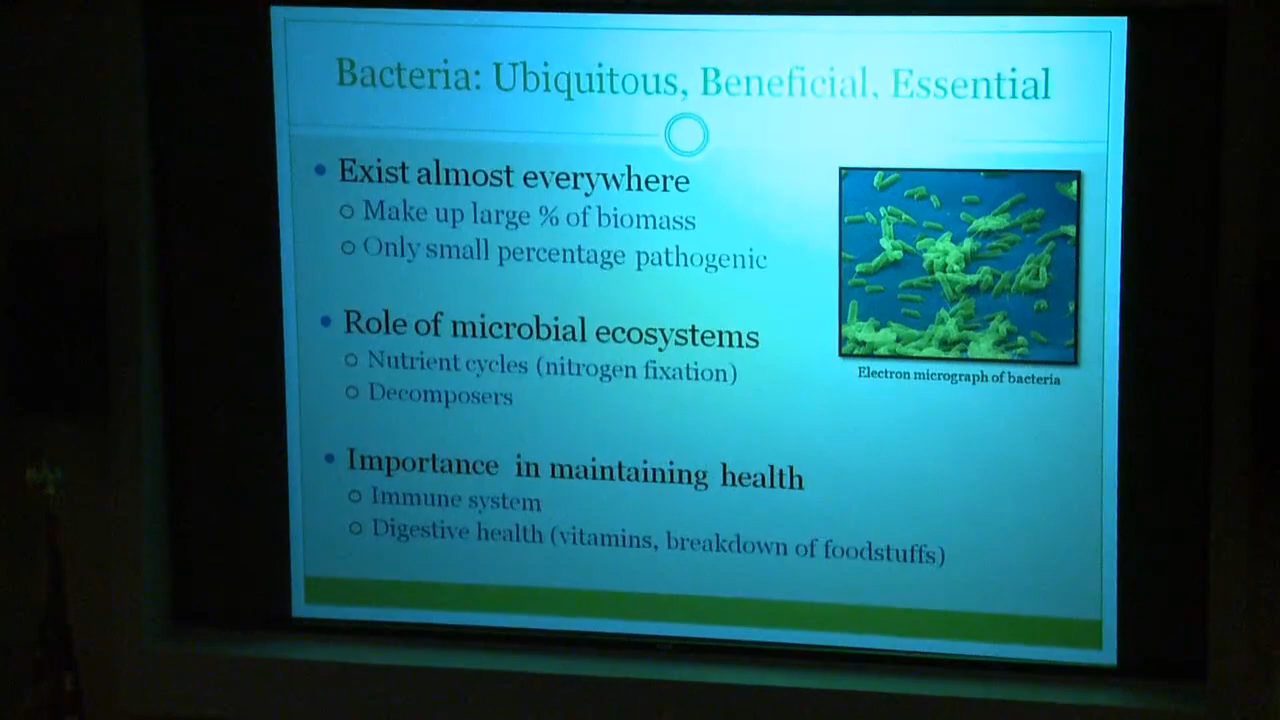 Bacteria: Ubiquitous, Beneficial, Essential
• Exist almost everywhere
o Make up large % of biomass
o Only small percentage pathogenic
• Role of microbial ecosystems
o Nutrient cycles (nitrogen fixation)
o Decomposers
Electron micrograph of bacteria
• Importance in maintaining health
o Immune system
o Digestive health (vitamins, breakdown of foodstuffs)